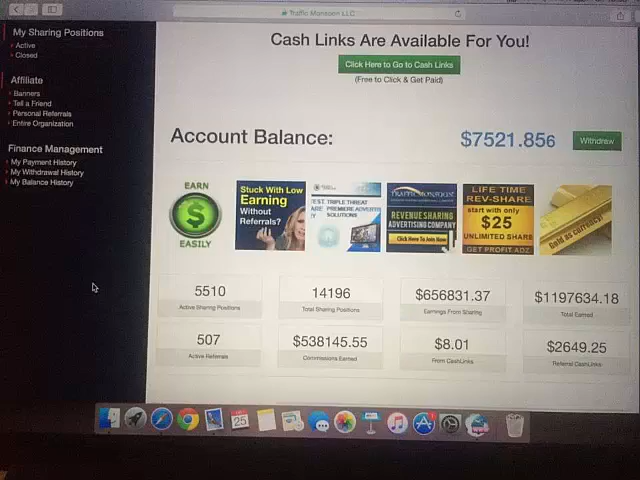 Traffic Monsoon LLC
My Sharing Positions
Active
Closed
Affiliate
Banners
Tell a Friend
Personal Referrals
Entire Organization
Finance Management
My Payment History
My Withdrawal History
My Balance History
Cash Links Are Available For You!
Click Here to Go to Cash Links
(Free to Click & Get Paid)
Account Balance:
$7521.856
Withdraw
EARN
$
EASILY
Stuck With Low
Earning
Without
Referrals?
TRIPLE THREAT
PREMIERE ADVERTI
SOLUTIONS
TRAFFICMONSOON
REVENUE SHARING
ADVERTISING COMPANY
Click Here To Join Now
LIFE TIME
REV-SHARE
start with only
$25
UNLIMITED SHARE
GET PROFIT ADZ
Gold as currency!
5510
Active Sharing Positions
14196
Total Sharing Positions
$656831.37
Earnings From Sharing
$1197634.18
Total Earned
507
Active Referrals
$538145.55
Commissions Earned
$8.01
From CashLinks
$2649.25
Referral CashLinks
25